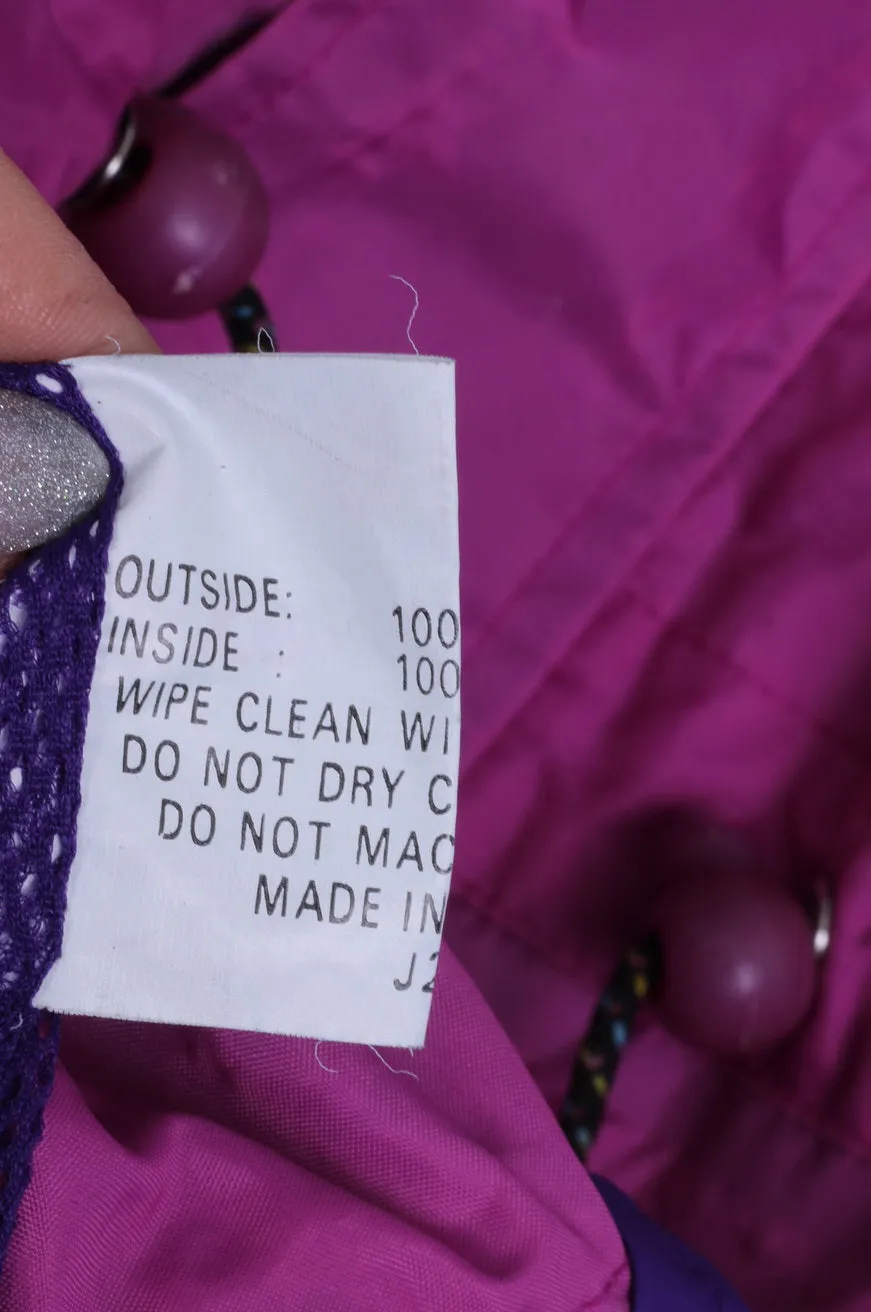 OUTSIDE: 100
INSIDE : 100
WIPE CLEAN WI
DO NOT DRY C
DO NOT MAC
MADE IN
J2